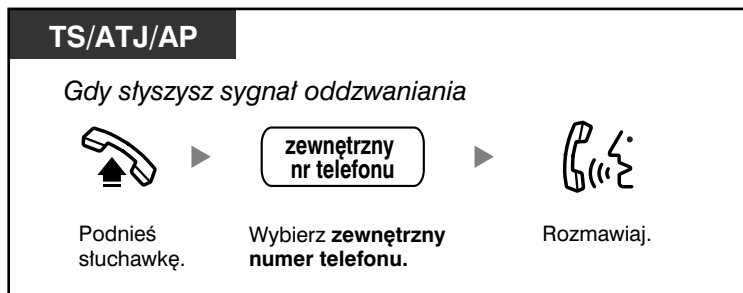 TS/ATJ/AP
Gdy słyszysz sygnał oddzwaniania
zewnętrzny
nr telefonu
Podnieś
słuchawkę.
Wybierz zewnętrzny
numer telefonu.
Rozmawiaj.